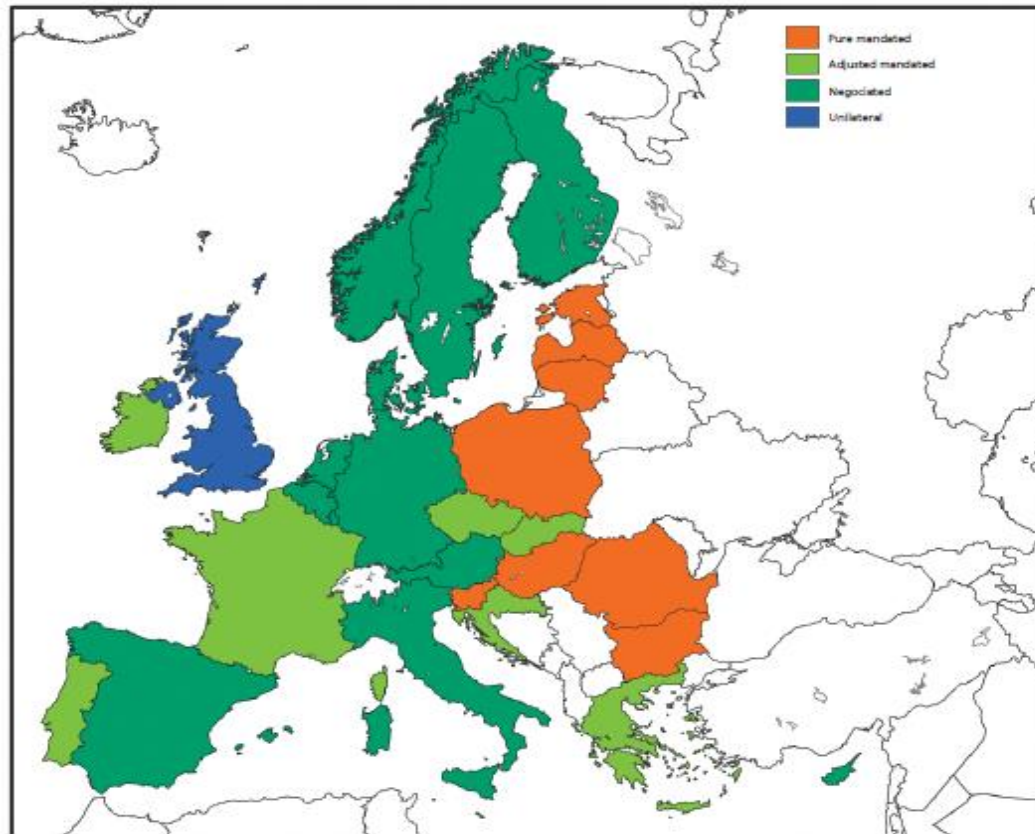 Pure mandated
Adjusted mandated
Negociated
Unilateral